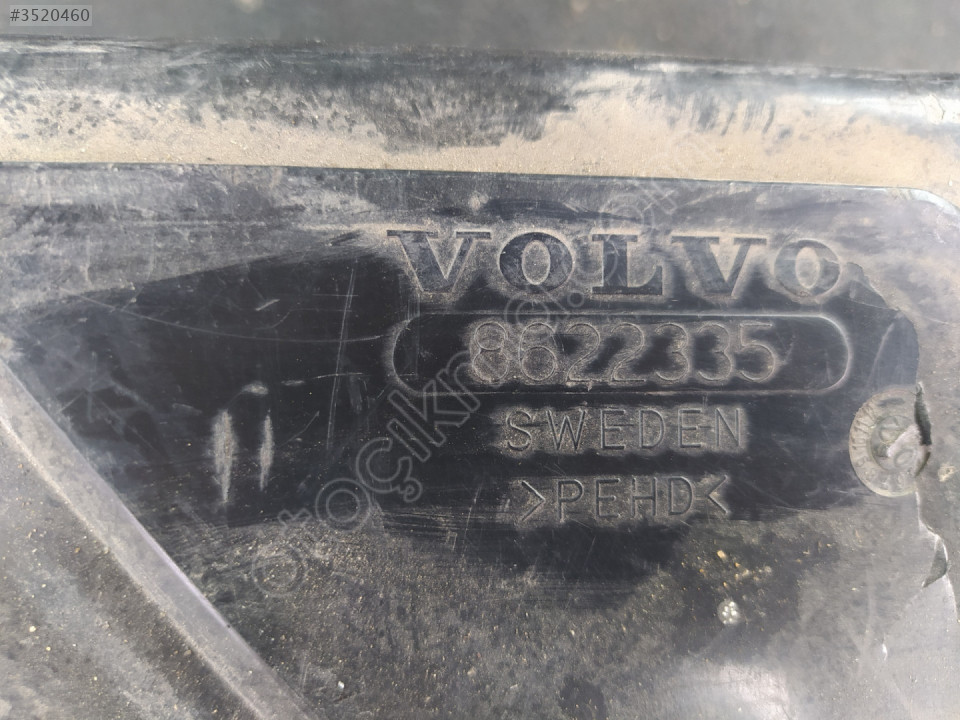 #3520460
VOLVO
8622335
SWEDEN
>PEHD<